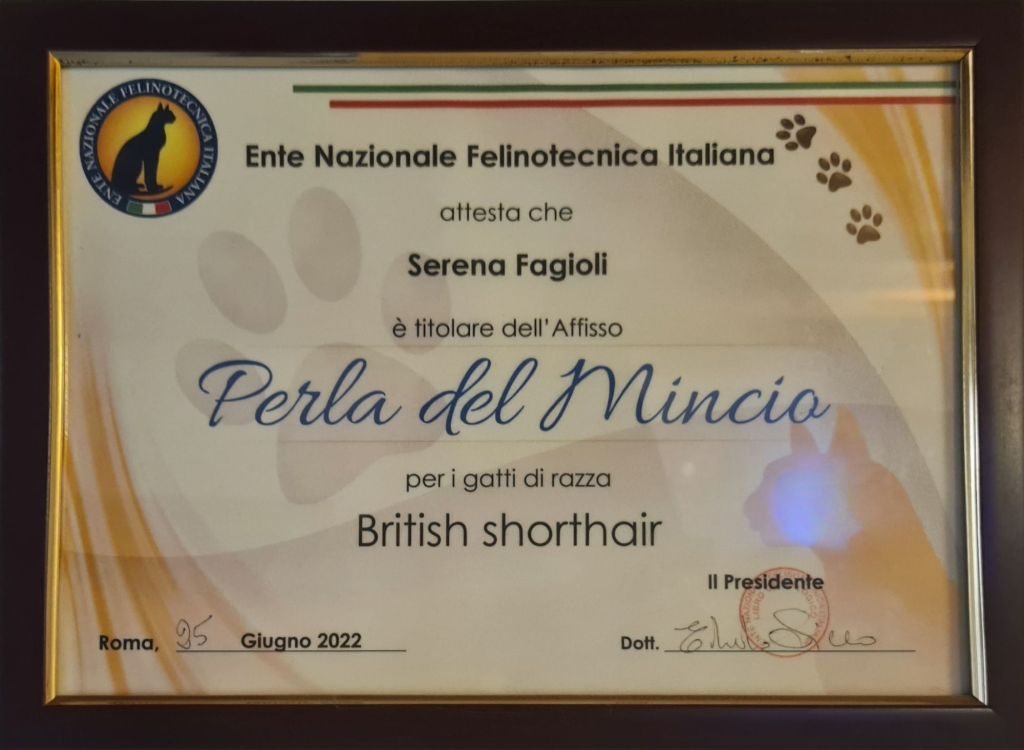 ENTE NAZIONALE FELINOTECNICA ITALIANA
Ente Nazionale Felinotecnica Italiana
attesta che
Serena Fagioli
è titolare dell'Affisso
Perla del Mincio
per i gatti di razza
British shorthair
Il Presidente
Roma, 25 Giugno 2022
Dott.